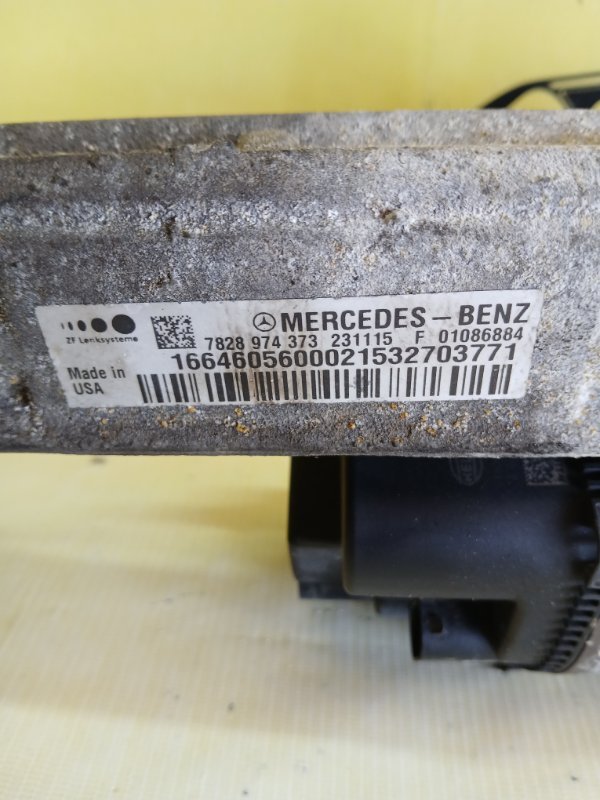 ZF Lenksysteme
MERCEDES-BENZ
7828 974 373 231115 F 01086884
1664605600021532703771
Made in
USA